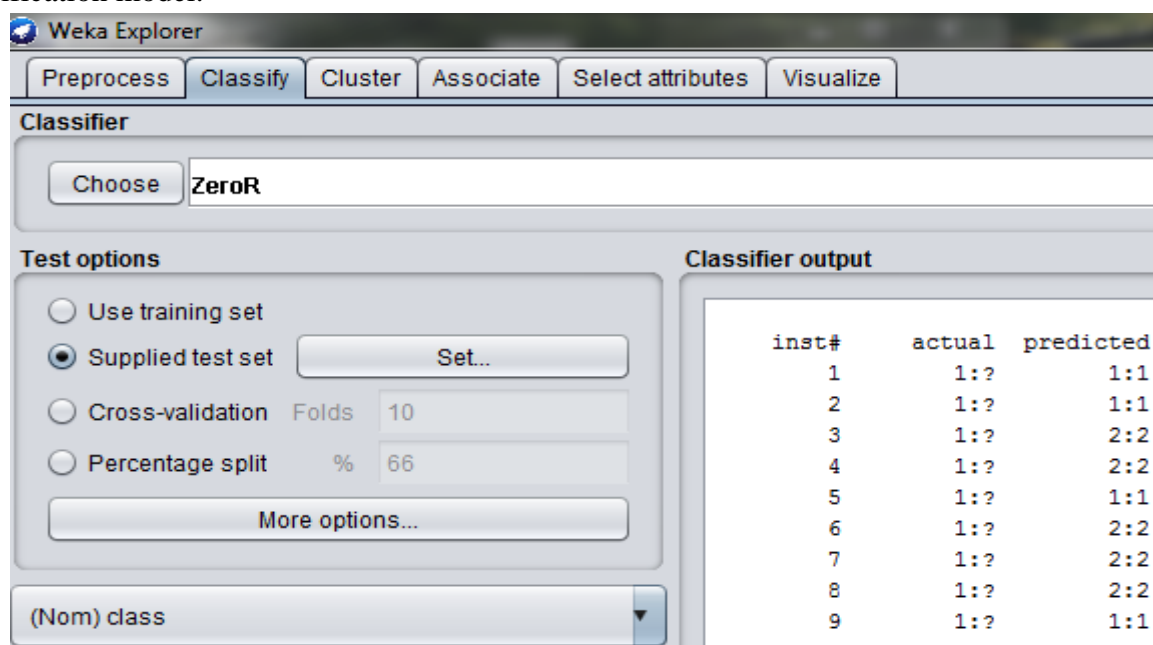 Weka Explorer
Preprocess Classify Cluster Associate Select attributes Visualize
Classifier
Choose ZeroR
Test options
Use training set
Supplied test set Set...
Cross-validation Folds 10
Percentage split % 66
More options...
(Nom) class
Classifier output
inst# actual predicted
1 1:? 1:1
2 1:? 1:1
3 1:? 2:2
4 1:? 2:2
5 1:? 1:1
6 1:? 2:2
7 1:? 2:2
8 1:? 2:2
9 1:? 1:1